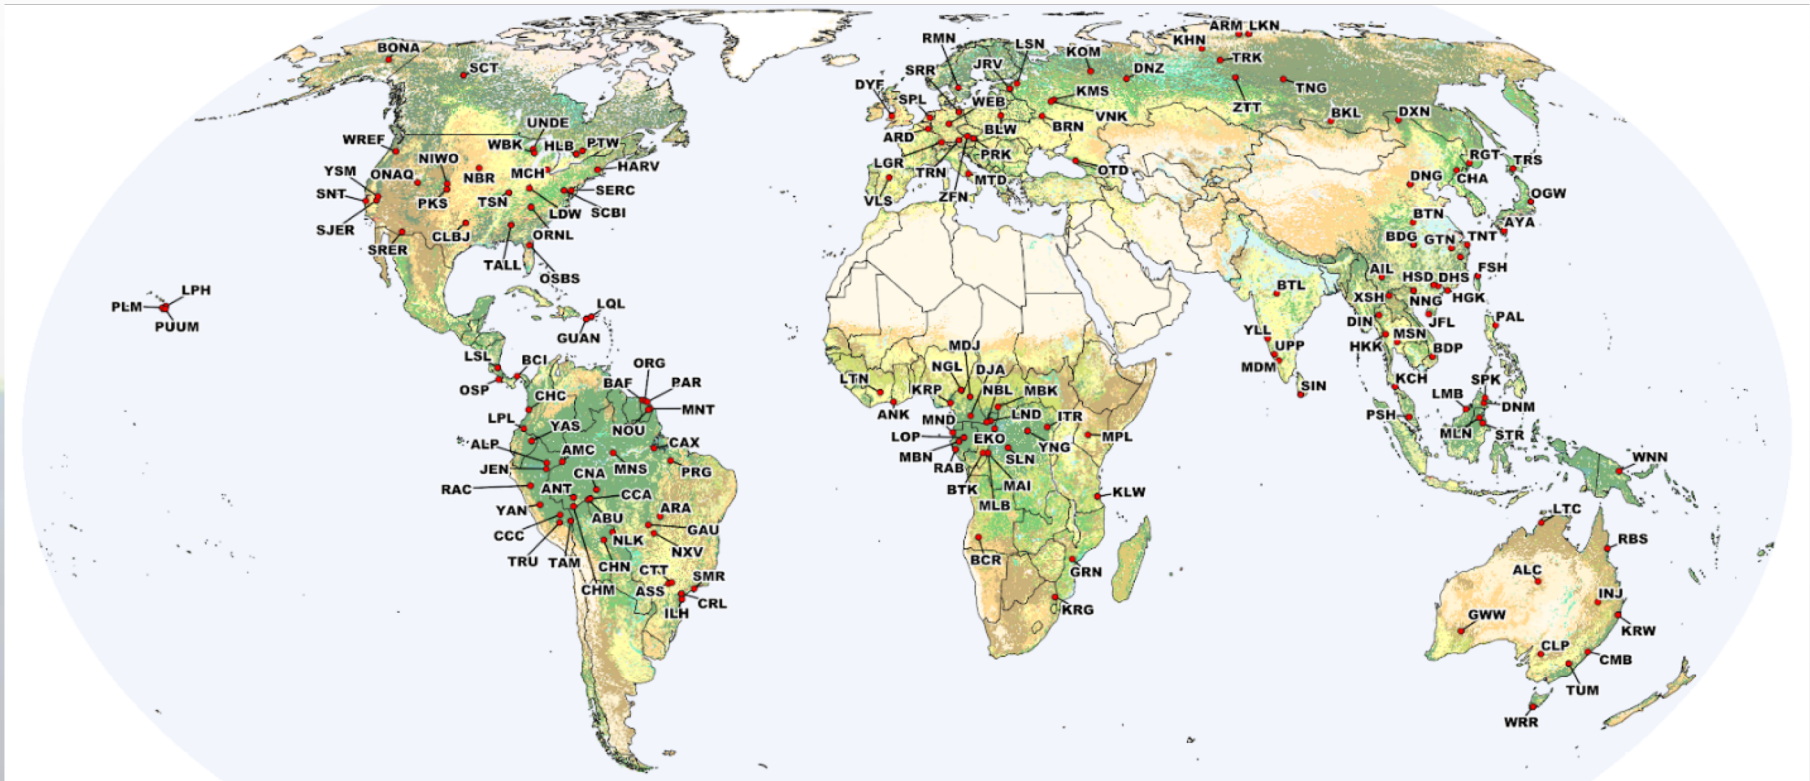 BONA
SCT
WREF
UNDE
WBK
HLB
PTW
NIWO
YSM
ONAQ
NBR
MCH
HARV
SNT
PKS
TSN
SERC
SJER
LDW
SCBI
SRER
CLBJ
ORNL
TALL
OSBS
LPH
PLM
PUUM
LQL
GUAN
LSL
BCI
OSP
CHC
ORG
BAF
PAR
MNT
LPL
NOU
YAS
ALP
AMC
CAX
JEN
CNA
MNS
PRG
RAC
ANT
CCA
YAN
ARA
ABU
CCC
GAU
NLK
NXV
TRU
TAM
CHN
CTT
SMR
CHM
ASS
CRL
ILH
RMN
LSN
JRV
KOM
SRR
DNZ
DYF
SPL
WEB
KMS
VNK
ARD
BLW
BRN
LGR
PRK
TRN
MTD
OTD
VLS
ZFN
ARM
LKN
KHN
TRK
TNG
ZTT
BKL
DXN
RGT
TRS
DNG
CHA
OGW
BTN
AYA
BDG
GTN
TNT
AIL
HSD
DHS
FSH
BTL
XSH
NNG
HGK
DIN
JFL
PAL
YLL
MSN
UPP
HKK
BDP
MDM
KCH
SIN
SPK
LMB
DNM
PSH
MLN
STR
WNN
MDJ
NGL
DJA
LTN
KRP
NBL
MBK
ANK
MND
LND
ITR
LOP
EKO
MPL
MBN
YNG
RAB
SLN
BTK
MAI
KLW
MLB
BCR
GRN
KRG
LTC
RBS
ALC
INJ
GWW
KRW
CLP
CMB
TUM
WRR